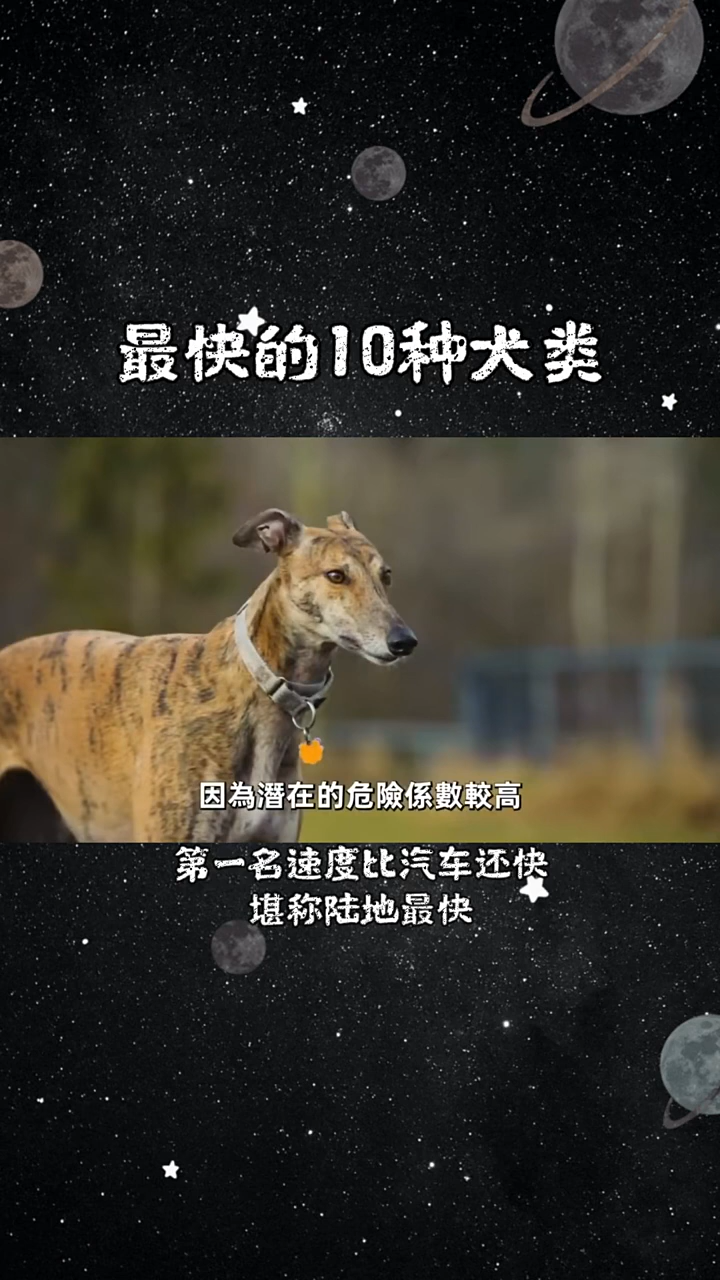 最快的10种犬类
因為潛在的危險係數較高
第一名速度比汽车还快
堪称陆地最快